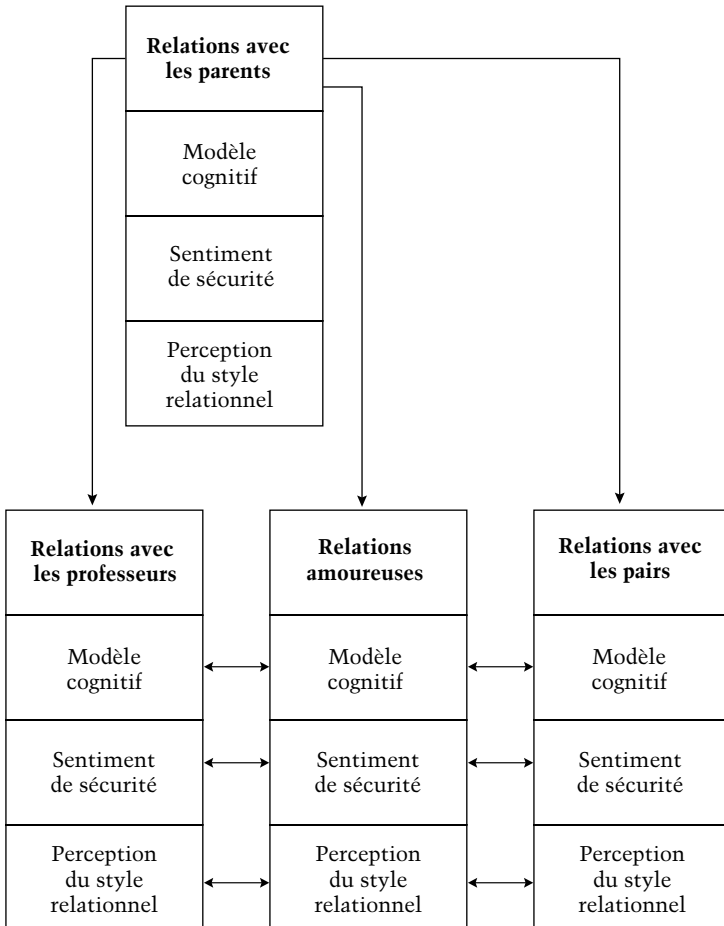 Relations avec
les parents
Modèle
cognitif
Sentiment
de sécurité
Perception
du style
relationnel
Relations avec
les professeurs
Modèle
cognitif
Sentiment
de sécurité
Perception
du style
relationnel
Relations
amoureuses
Modèle
cognitif
Sentiment
de sécurité
Perception
du style
relationnel
Relations avec
les pairs
Modèle
cognitif
Sentiment
de sécurité
Perception
du style
relationnel